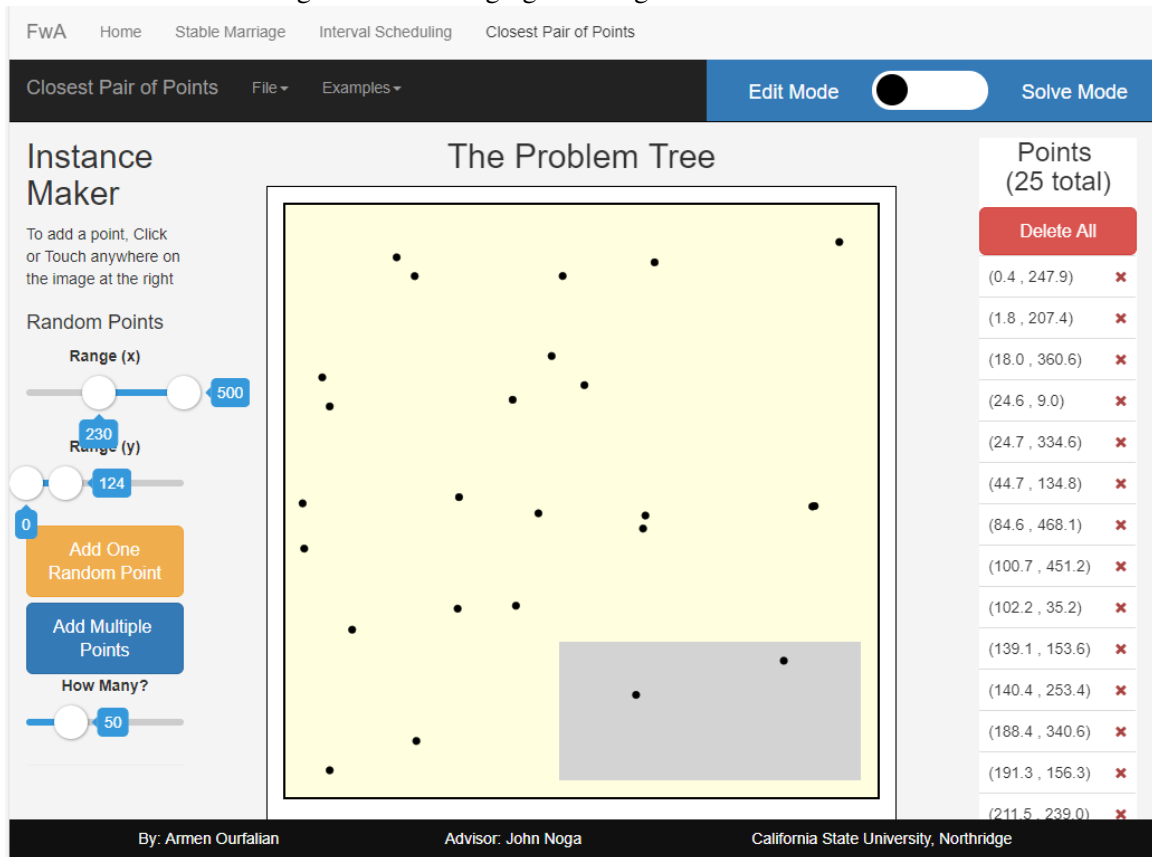 FwA Home Stable Marriage Interval Scheduling Closest Pair of Points
Closest Pair of Points File Examples Edit Mode Solve Mode
Instance
Maker
To add a point, Click
or Touch anywhere on
the image at the right
Random Points
Range (x)
500
230
Range (y)
124
0
Add One
Random Point
Add Multiple
Points
How Many?
50
The Problem Tree
Points
(25 total)
Delete All
(0.4 , 247.9)
(1.8 , 207.4)
(18.0 , 360.6)
(24.6 , 9.0)
(24.7 , 334.6)
(44.7 , 134.8)
(84.6 , 468.1)
(100.7 , 451.2)
(102.2 , 35.2)
(139.1 , 153.6)
(140.4 , 253.4)
(188.4 , 340.6)
(191.3 , 156.3)
(211.5 , 239.0)
By: Armen Ourfalian Advisor: John Noga California State University, Northridge